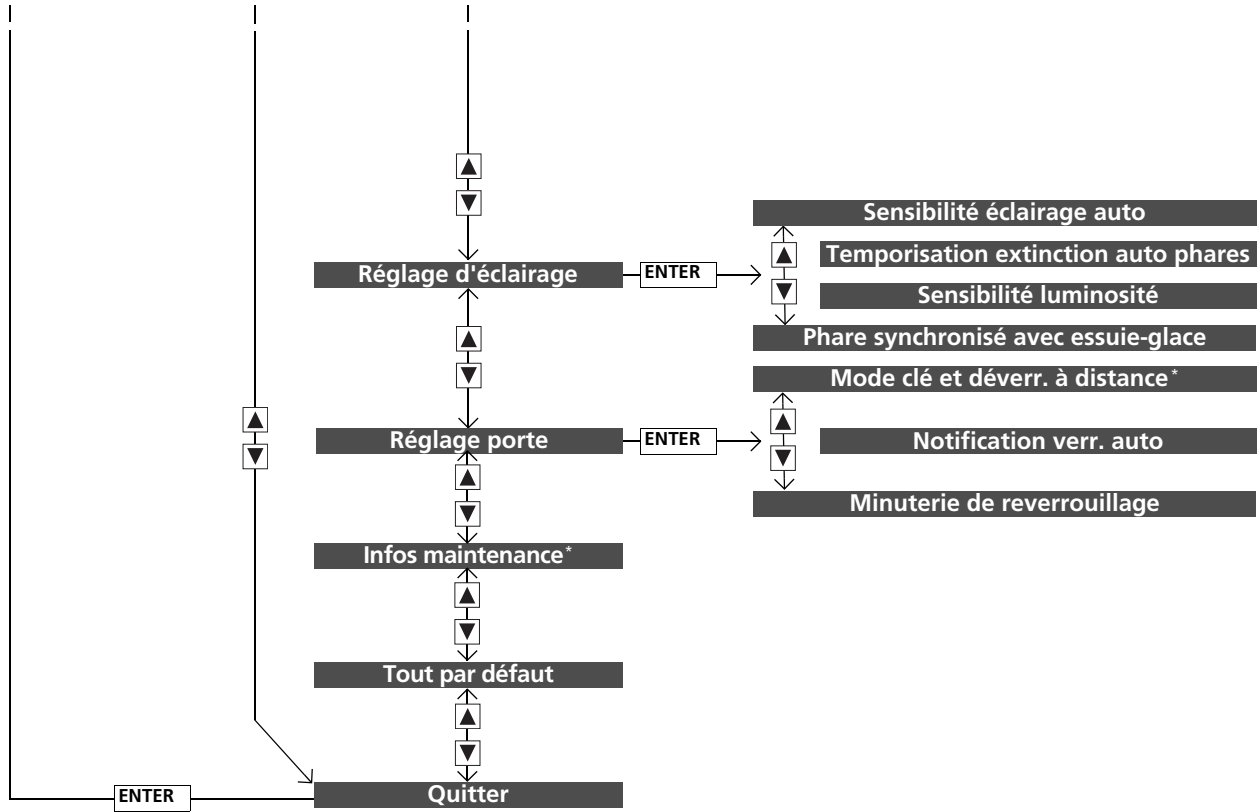 ▲
▼
Sensibilité éclairage auto
Réglage d'éclairage
ENTER
▲
Temporisation extinction auto phares
▼
Sensibilité luminosité
Phare synchronisé avec essuie-glace
▲
▼
Mode clé et déverr. à distance*
▲
▼
Réglage porte
ENTER
▲
Notification verr. auto
▼
Minuterie de reverrouillage
▲
▼
Infos maintenance*
▲
▼
Tout par défaut
▲
▼
ENTER
Quitter